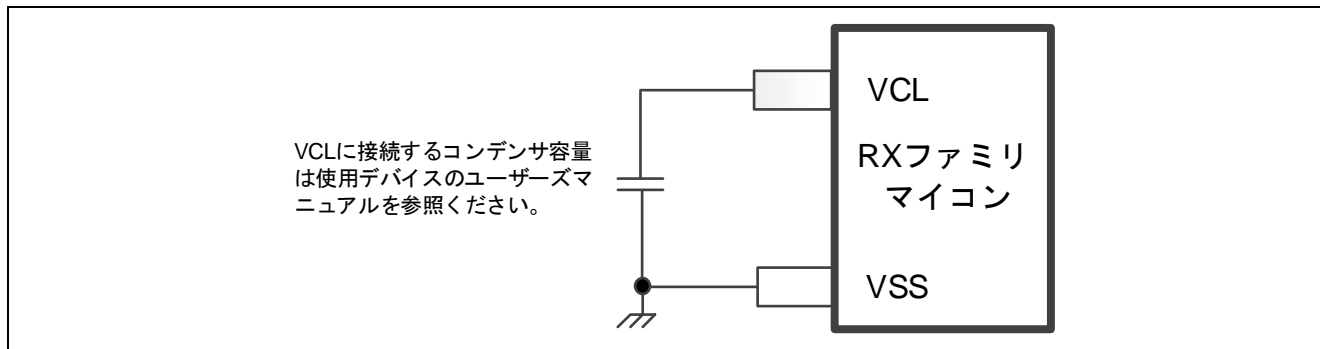 VCLに接続するコンデンサ容量
は使用デバイスのユーザーズマ
ニュアルを参照ください。
VCL
RXファミリ
マイコン
VSS